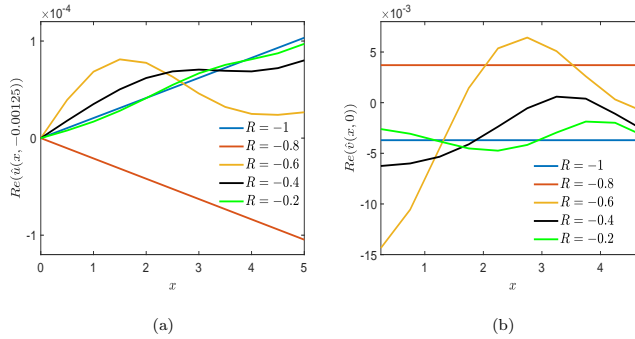 ×10⁻⁴
1
0
-1
0
1
2
3
4
5
Re(û(x, −0.00125))
x
R = −1
R = −0.8
R = −0.6
R = −0.4
R = −0.2
(a)
×10⁻³
5
0
-5
-10
-15
1
2
3
4
Re(v̂(x, 0))
x
R = −1
R = −0.8
R = −0.6
R = −0.4
R = −0.2
(b)